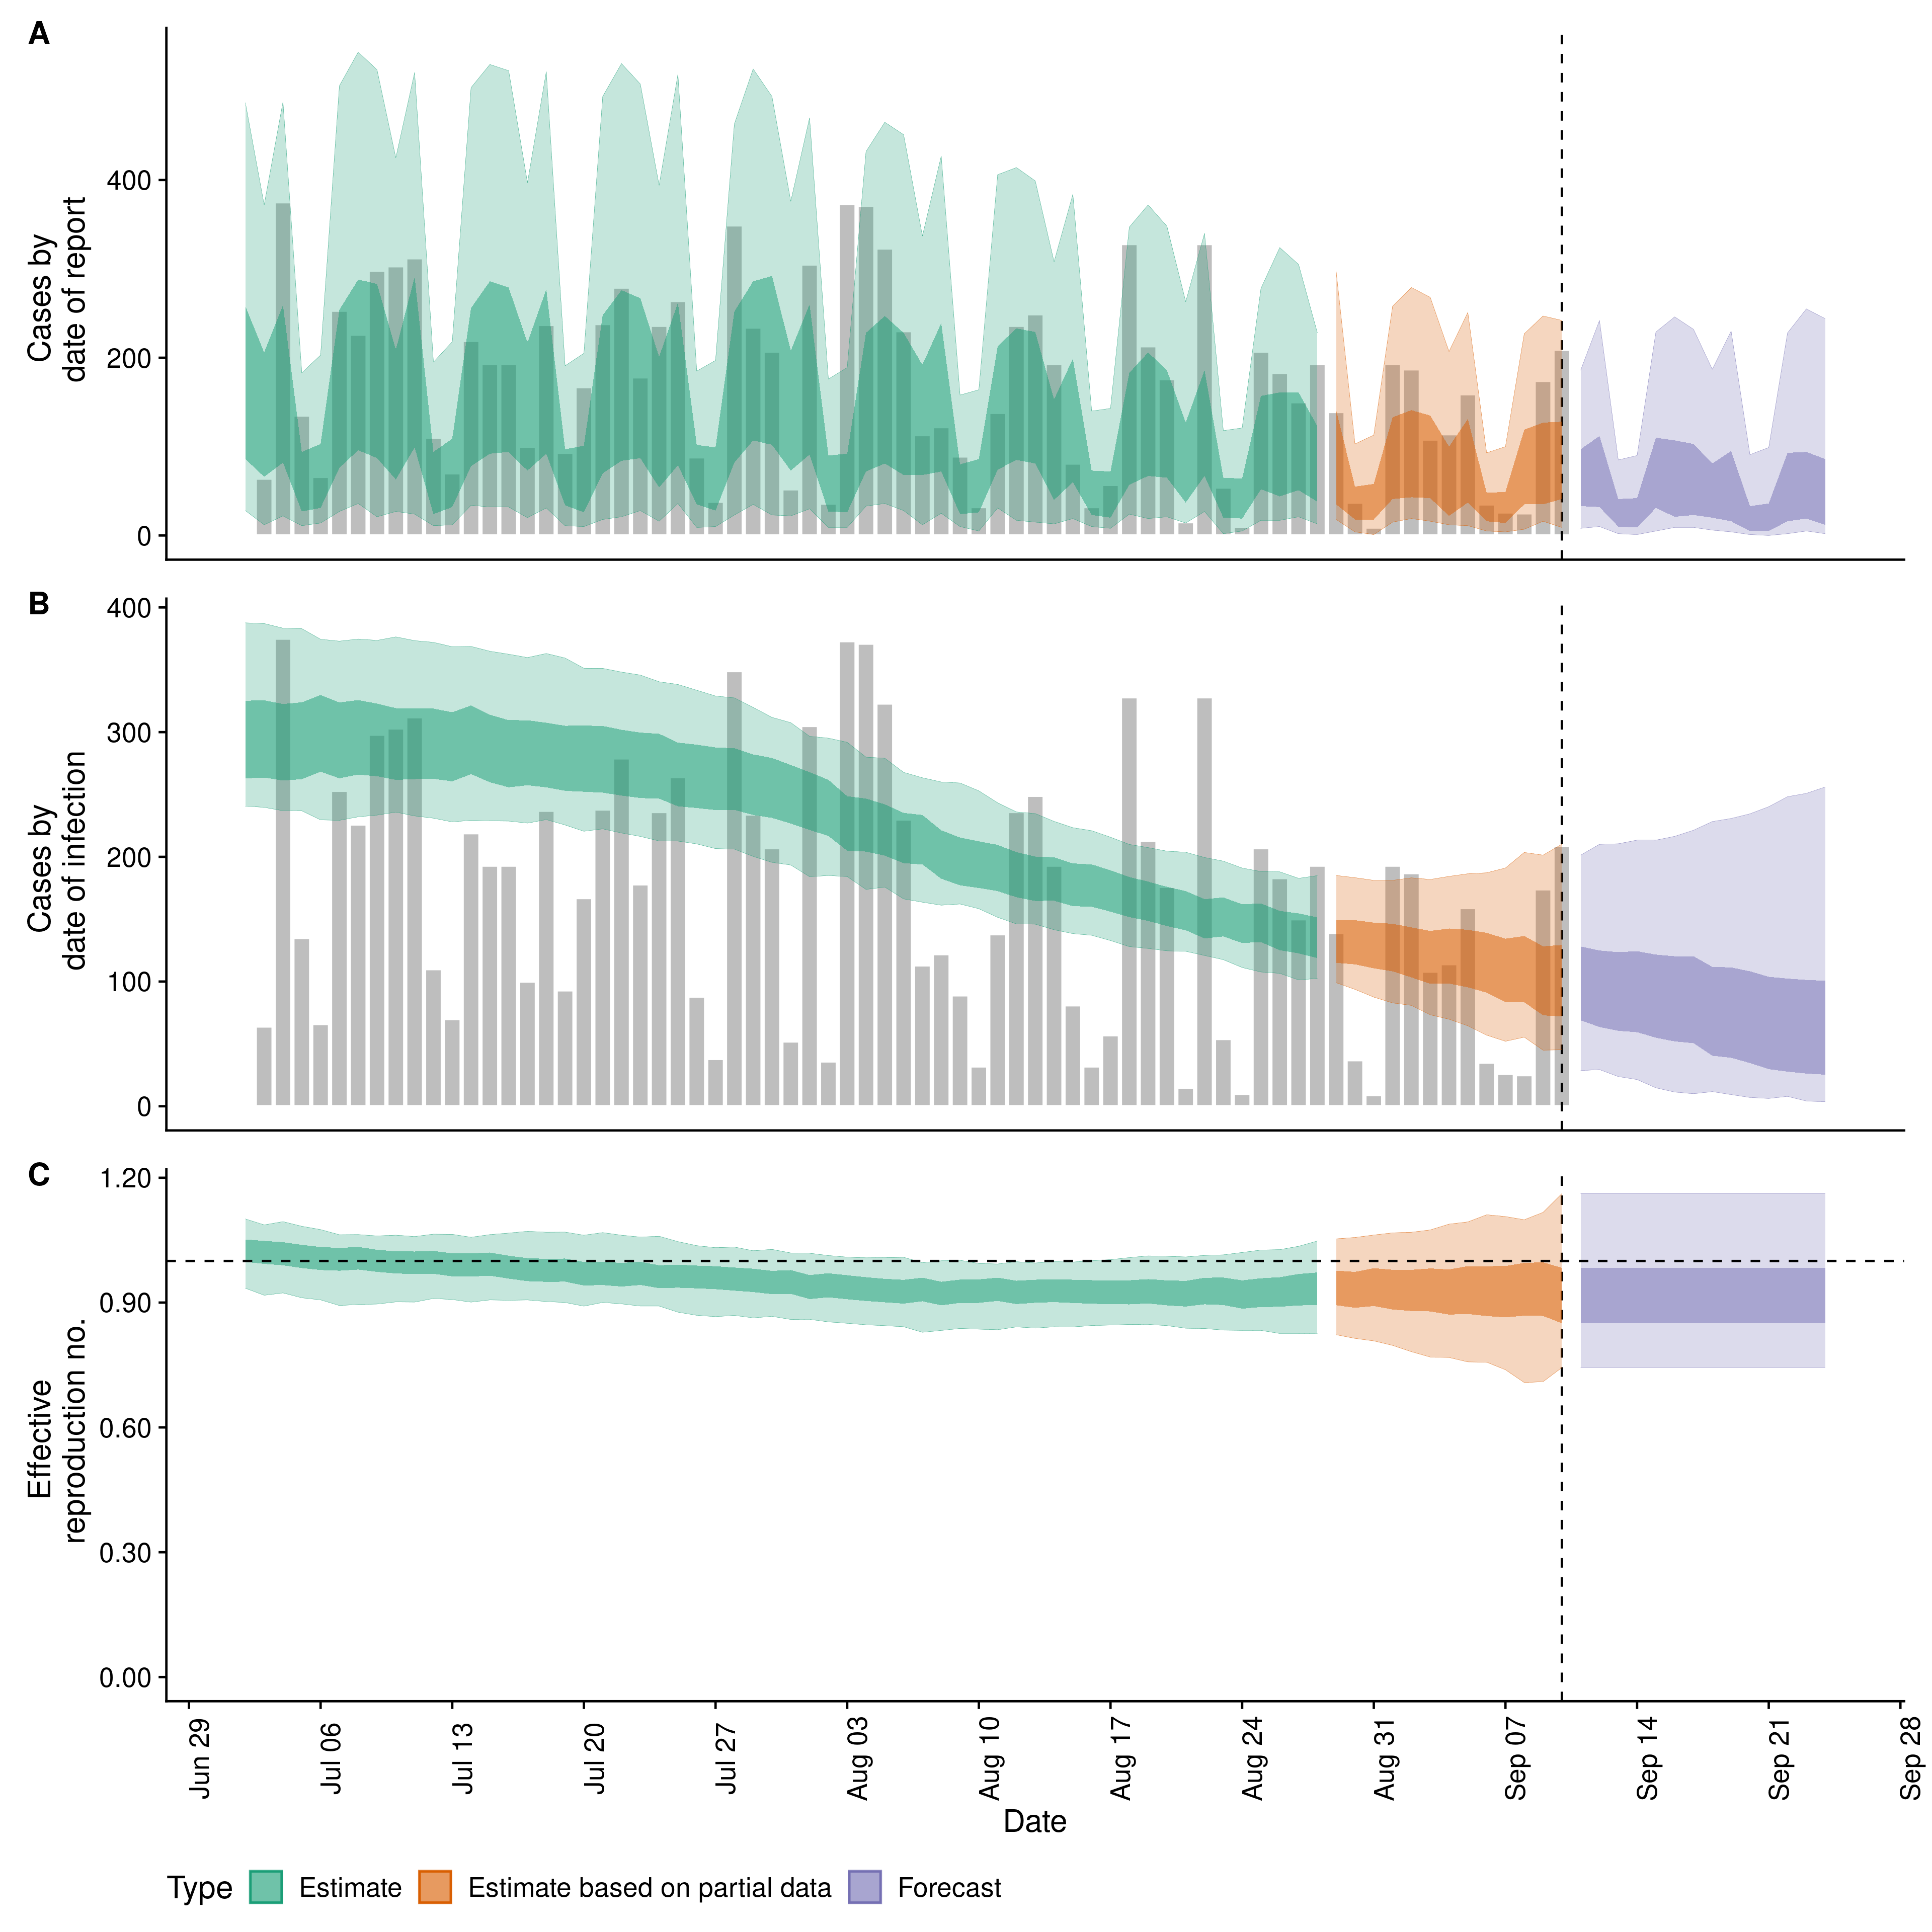 A
Cases by
date of report
400
200
0
B
Cases by
date of infection
400
300
200
100
0
C
Effective
reproduction no.
1.20
0.90
0.60
0.30
0.00
Jun 29
Jul 06
Jul 13
Jul 20
Jul 27
Aug 03
Aug 10
Aug 17
Aug 24
Aug 31
Sep 07
Sep 14
Sep 21
Sep 28
Date
Type Estimate Estimate based on partial data Forecast